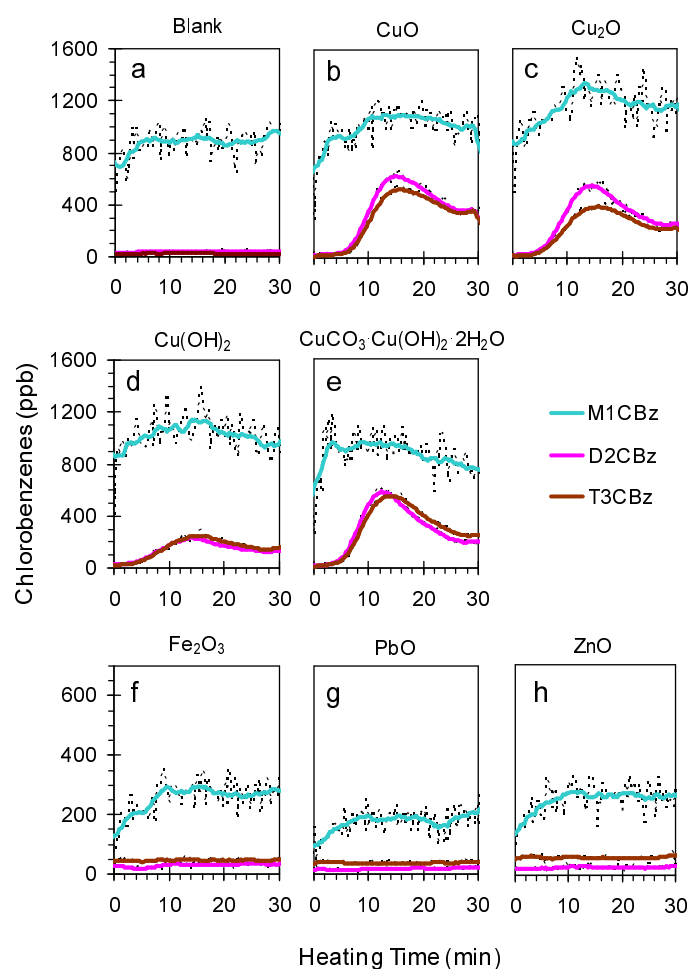 Blank CuO Cu₂O
1600 a b c
1200
800
400
0
0 10 20 30 0 10 20 30 0 10 20 30
Cu(OH)₂ CuCO₃·Cu(OH)₂·2H₂O
1600 d e
1200
800
400
0
0 10 20 30 0 10 20 30
M1CBz
D2CBz
T3CBz
Chlorobenzenes (ppb)
Fe₂O₃ PbO ZnO
600 f g h
400
200
0
0 10 20 30 0 10 20 30 0 10 20 30
Heating Time (min)